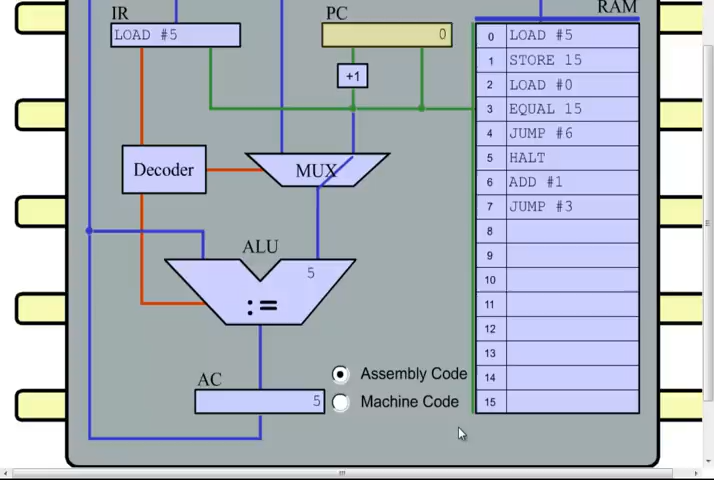 IR
PC
RAM
LOAD #5
0
+1
0 LOAD #5
1 STORE 15
2 LOAD #0
3 EQUAL 15
4 JUMP #6
5 HALT
6 ADD #1
7 JUMP #3
8
9
10
11
12
13
14
15
Decoder
MUX
ALU
5
:=
AC
5
Assembly Code
Machine Code